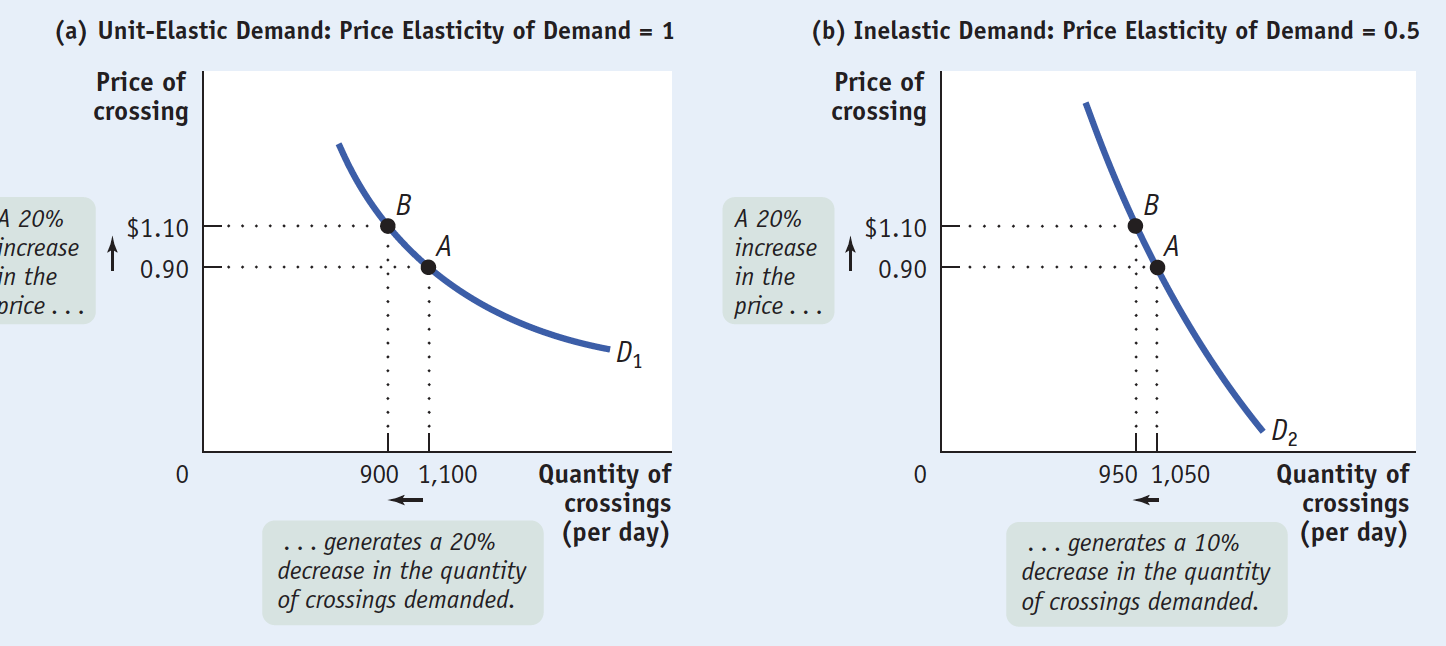 (a) Unit-Elastic Demand: Price Elasticity of Demand = 1
Price of
crossing
A 20%
increase
in the
price . . .
$1.10
0.90
B
A
D1
0
900
1,100
Quantity of
crossings
(per day)
. . . generates a 20%
decrease in the quantity
of crossings demanded.
(b) Inelastic Demand: Price Elasticity of Demand = 0.5
Price of
crossing
A 20%
increase
in the
price . . .
$1.10
0.90
B
A
D2
0
950
1,050
Quantity of
crossings
(per day)
. . . generates a 10%
decrease in the quantity
of crossings demanded.